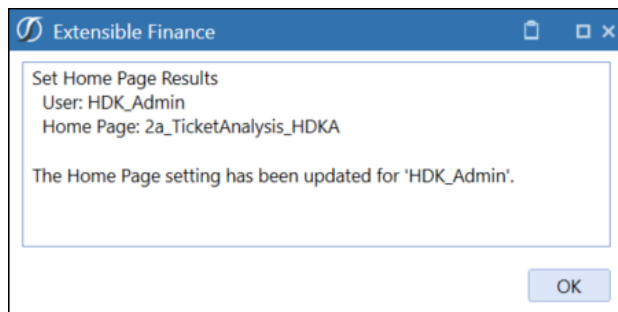 Extensible Finance
Set Home Page Results
User: HDK_Admin
Home Page: 2a_TicketAnalysis_HDKA
The Home Page setting has been updated for 'HDK_Admin'.
OK